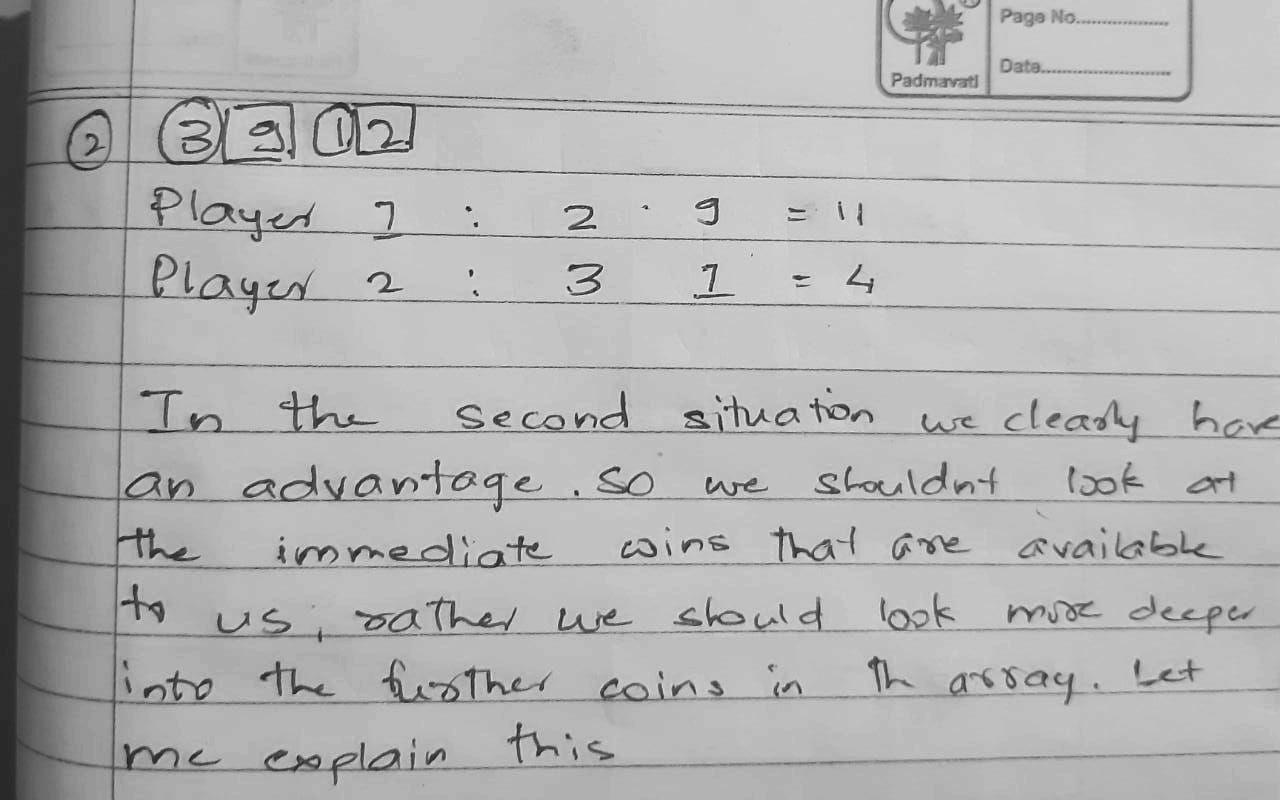 Page No..................
Date..........................
Padmavati
2 3 9 1 2
Player 1 : 2 . 9 = 11
Player 2 : 3 1 = 4
In the second situation we clearly have
an advantage. So we shouldnt look at
the immediate coins that are available
to us, rather we should look more deeper
into the further coins in th array. Let
me explain this